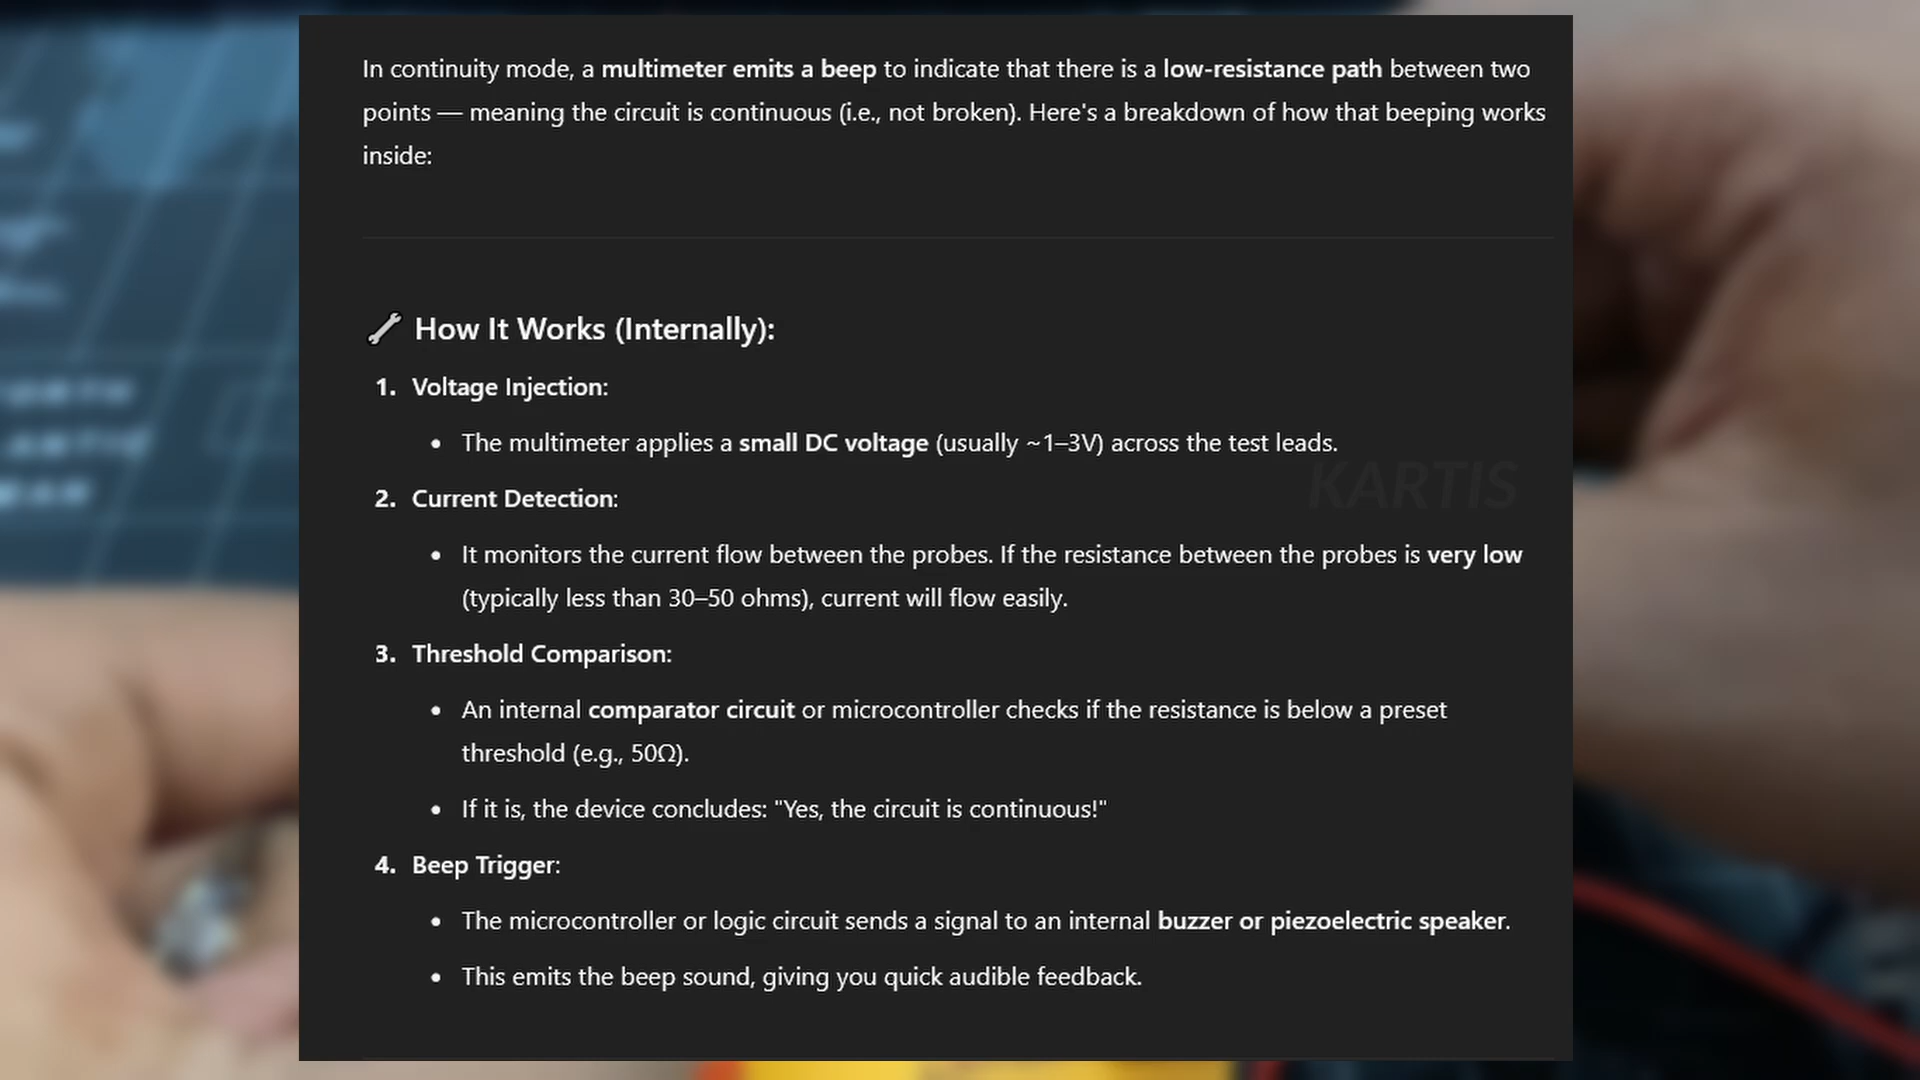 In continuity mode, a multimeter emits a beep to indicate that there is a low-resistance path between two
points — meaning the circuit is continuous (i.e., not broken). Here's a breakdown of how that beeping works
inside:
How It Works (Internally):
1. Voltage Injection:
• The multimeter applies a small DC voltage (usually ~1–3V) across the test leads.
KARTIS
2. Current Detection:
• It monitors the current flow between the probes. If the resistance between the probes is very low
(typically less than 30–50 ohms), current will flow easily.
3. Threshold Comparison:
• An internal comparator circuit or microcontroller checks if the resistance is below a preset
threshold (e.g., 50Ω).
• If it is, the device concludes: "Yes, the circuit is continuous!"
4. Beep Trigger:
• The microcontroller or logic circuit sends a signal to an internal buzzer or piezoelectric speaker.
• This emits the beep sound, giving you quick audible feedback.